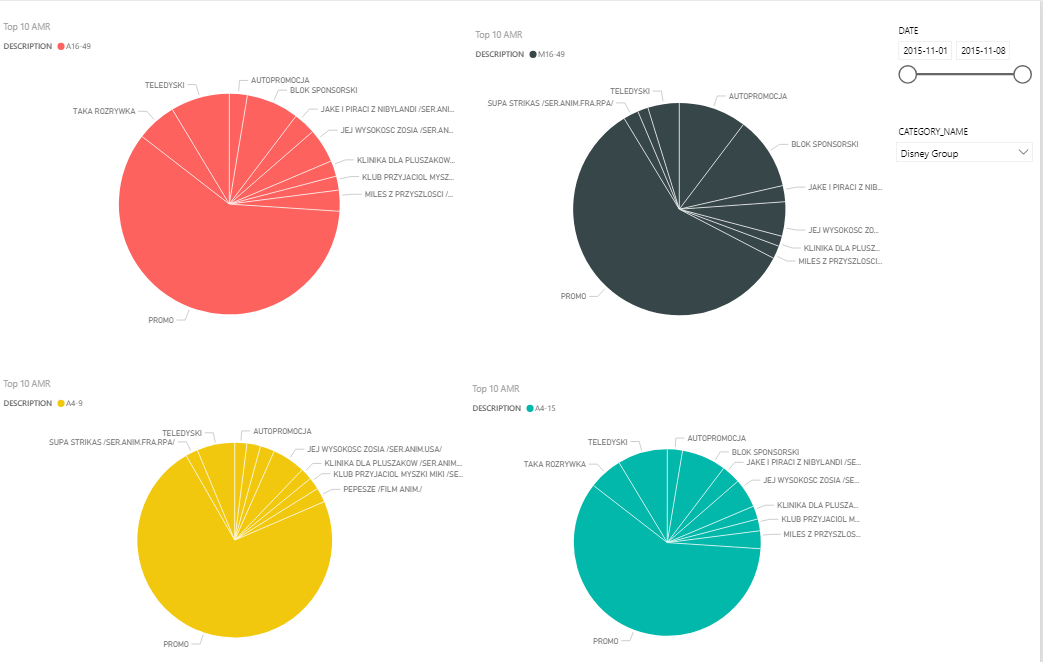 Top 10 AMR
DESCRIPTION A16-49
TELEDYSKI
AUTOPROMOCJA
BLOK SPONSORSKI
TAKA ROZRYWKA
JAKE I PIRACI Z NIBYLANDI /SER.ANI...
JEJ WYSOKOSC ZOSIA /SER.AN...
KLINIKA DLA PLUSZAKOW...
KLUB PRZYJACIOL MYSZ...
MILES Z PRZYSZLOSCI /...
PROMO
Top 10 AMR
DESCRIPTION M16-49
TELEDYSKI
AUTOPROMOCJA
SUPA STRIKAS /SER.ANIM.FRA.RPA/
BLOK SPONSORSKI
JAKE I PIRACI Z NIB...
JEJ WYSOKOSC ZO...
KLINIKA DLA PLUSZ...
MILES Z PRZYSZLOSCI...
PROMO
DATE
2015-11-01 2015-11-08
CATEGORY_NAME
Disney Group
Top 10 AMR
DESCRIPTION A4-9
TELEDYSKI
AUTOPROMOCJA
SUPA STRIKAS /SER.ANIM.FRA.RPA/
JEJ WYSOKOSC ZOSIA /SER.ANIM.USA/
KLINIKA DLA PLUSZAKOW /SER.ANIM...
KLUB PRZYJACIOL MYSZKI MIKI /SE...
PEPESZE /FILM ANIM./
PROMO
Top 10 AMR
DESCRIPTION A4-15
TELEDYSKI
AUTOPROMOCJA
BLOK SPONSORSKI
TAKA ROZRYWKA
JAKE I PIRACI Z NIBYLANDI /SE...
JEJ WYSOKOSC ZOSIA /SE...
KLINIKA DLA PLUSZA...
KLUB PRZYJACIOL M...
MILES Z PRZYSZLOS...
PROMO